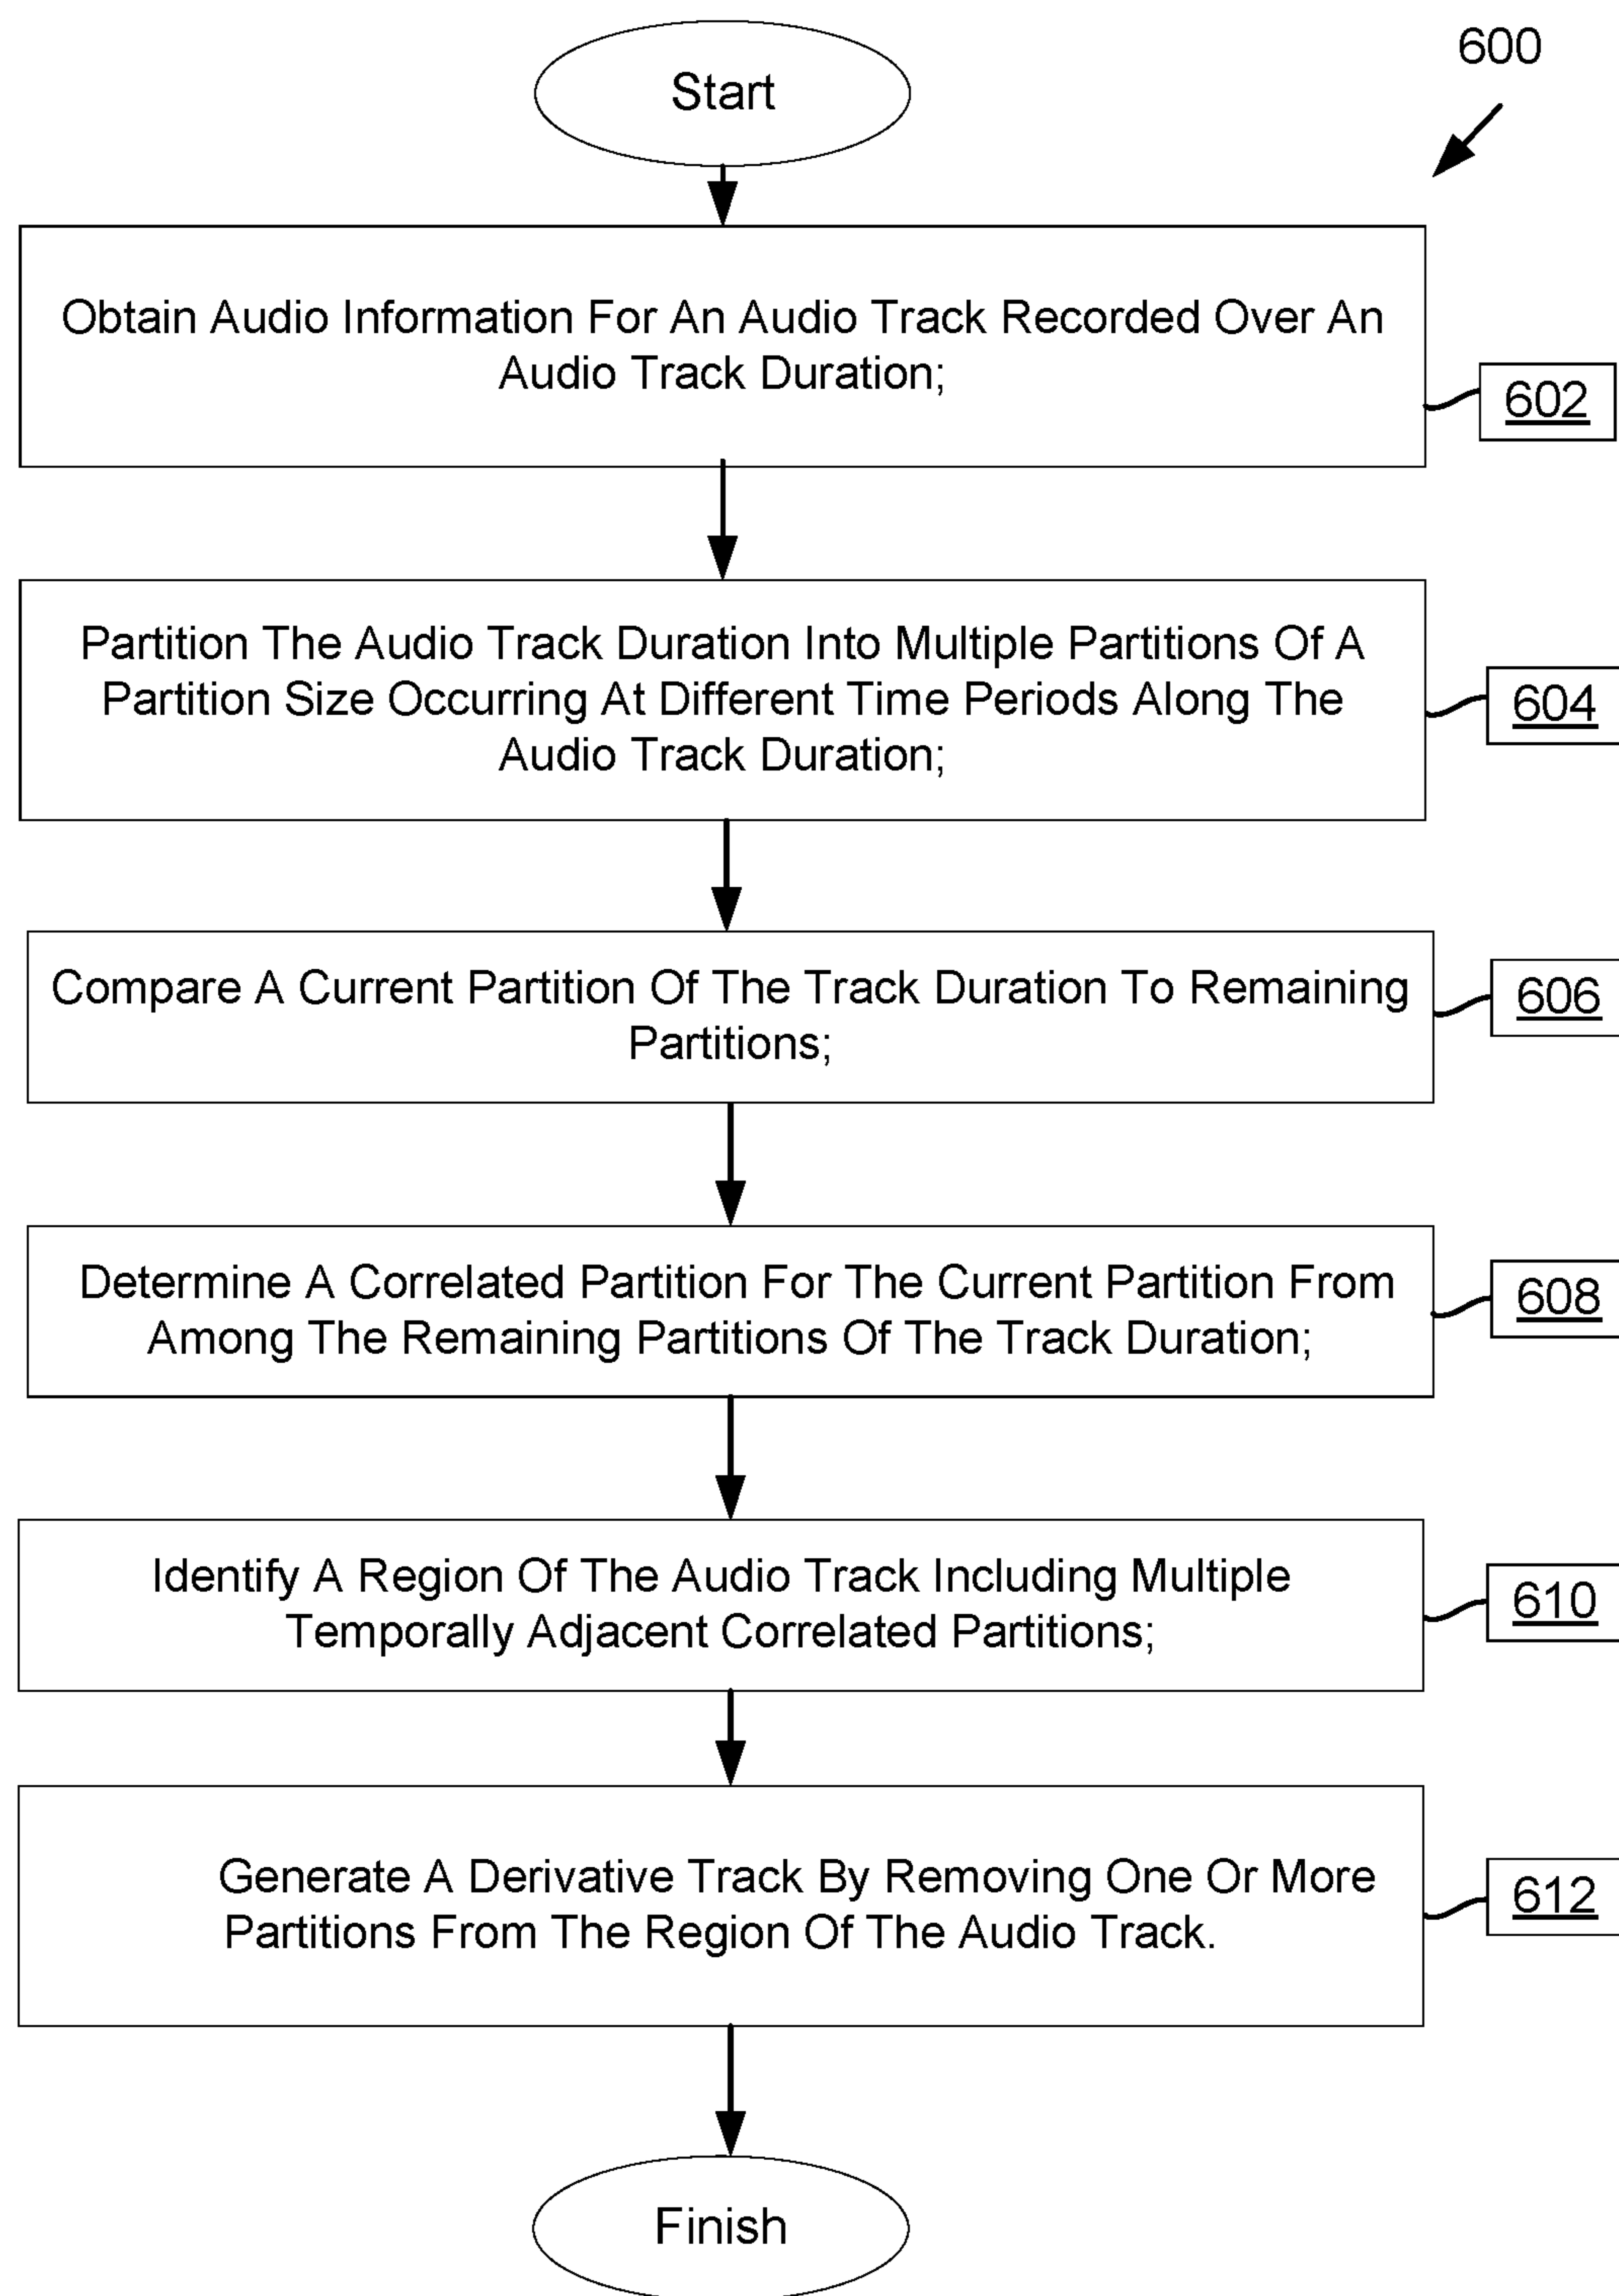 600
Start
Obtain Audio Information For An Audio Track Recorded Over An
Audio Track Duration;
602
Partition The Audio Track Duration Into Multiple Partitions Of A
Partition Size Occurring At Different Time Periods Along The
Audio Track Duration;
604
Compare A Current Partition Of The Track Duration To Remaining
Partitions;
606
Determine A Correlated Partition For The Current Partition From
Among The Remaining Partitions Of The Track Duration;
608
Identify A Region Of The Audio Track Including Multiple
Temporally Adjacent Correlated Partitions;
610
Generate A Derivative Track By Removing One Or More
Partitions From The Region Of The Audio Track.
612
Finish